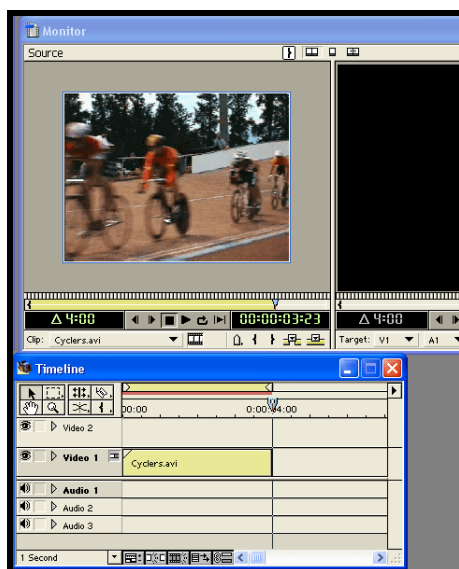 Monitor
Source
Δ 4:00 00:00:03:23 Δ 4:00
Clip: Cyclers.avi Target: V1 A1
Timeline
00:00 0:00:04:00
Video 2
Video 1 Cyclers.avi
Audio 1
Audio 2
Audio 3
1 Second